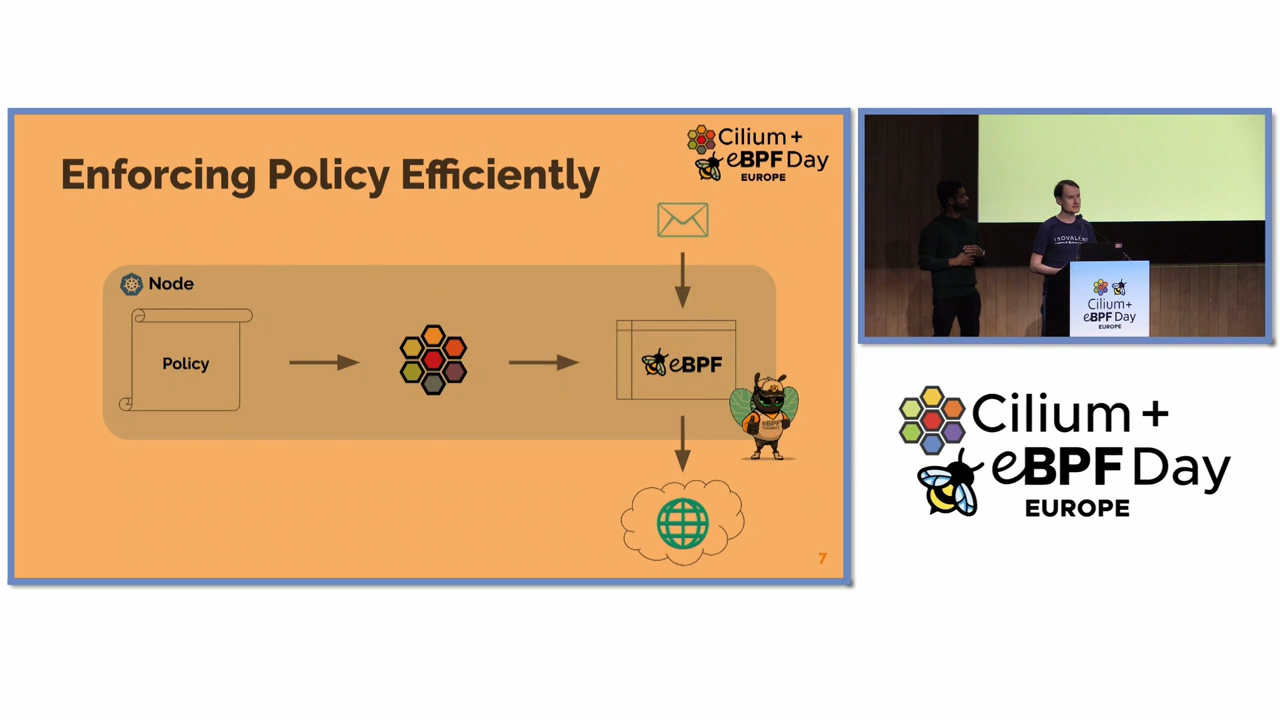 Enforcing Policy Efficiently
Cilium +
eBPF Day
EUROPE
Node
Policy
eBPF
7
ISOVALENT
Cilium +
eBPF Day
EUROPE
Cilium +
eBPF Day
EUROPE